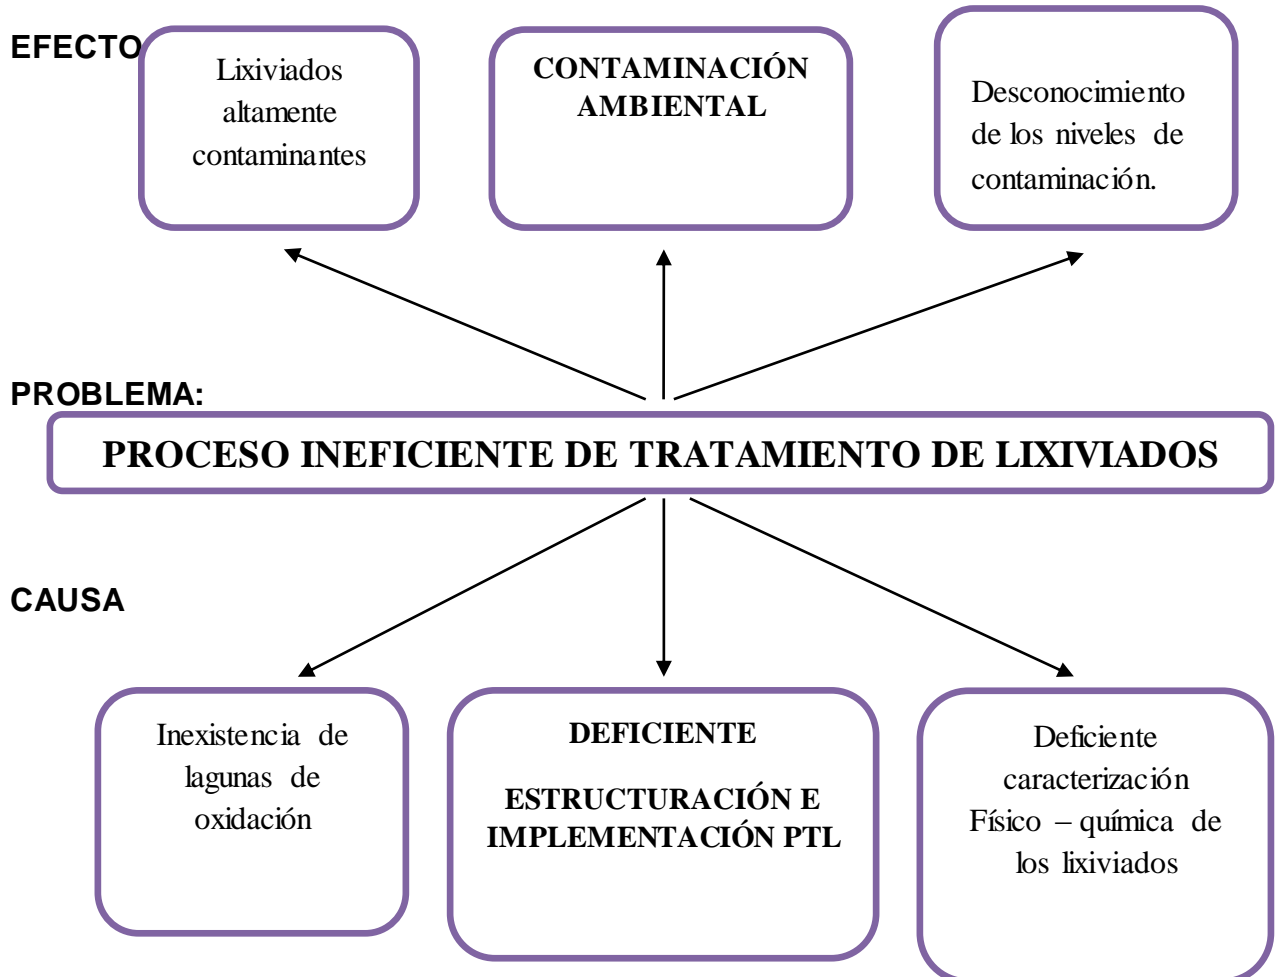 EFECTO
Lixiviados
altamente
contaminantes
CONTAMINACIÓN
AMBIENTAL
Desconocimiento
de los niveles de
contaminación.
PROBLEMA:
PROCESO INEFICIENTE DE TRATAMIENTO DE LIXIVIADOS
CAUSA
Inexistencia de
lagunas de
oxidación
DEFICIENTE
ESTRUCTURACIÓN E
IMPLEMENTACIÓN PTL
Deficiente
caracterización
Físico – química de
los lixiviados